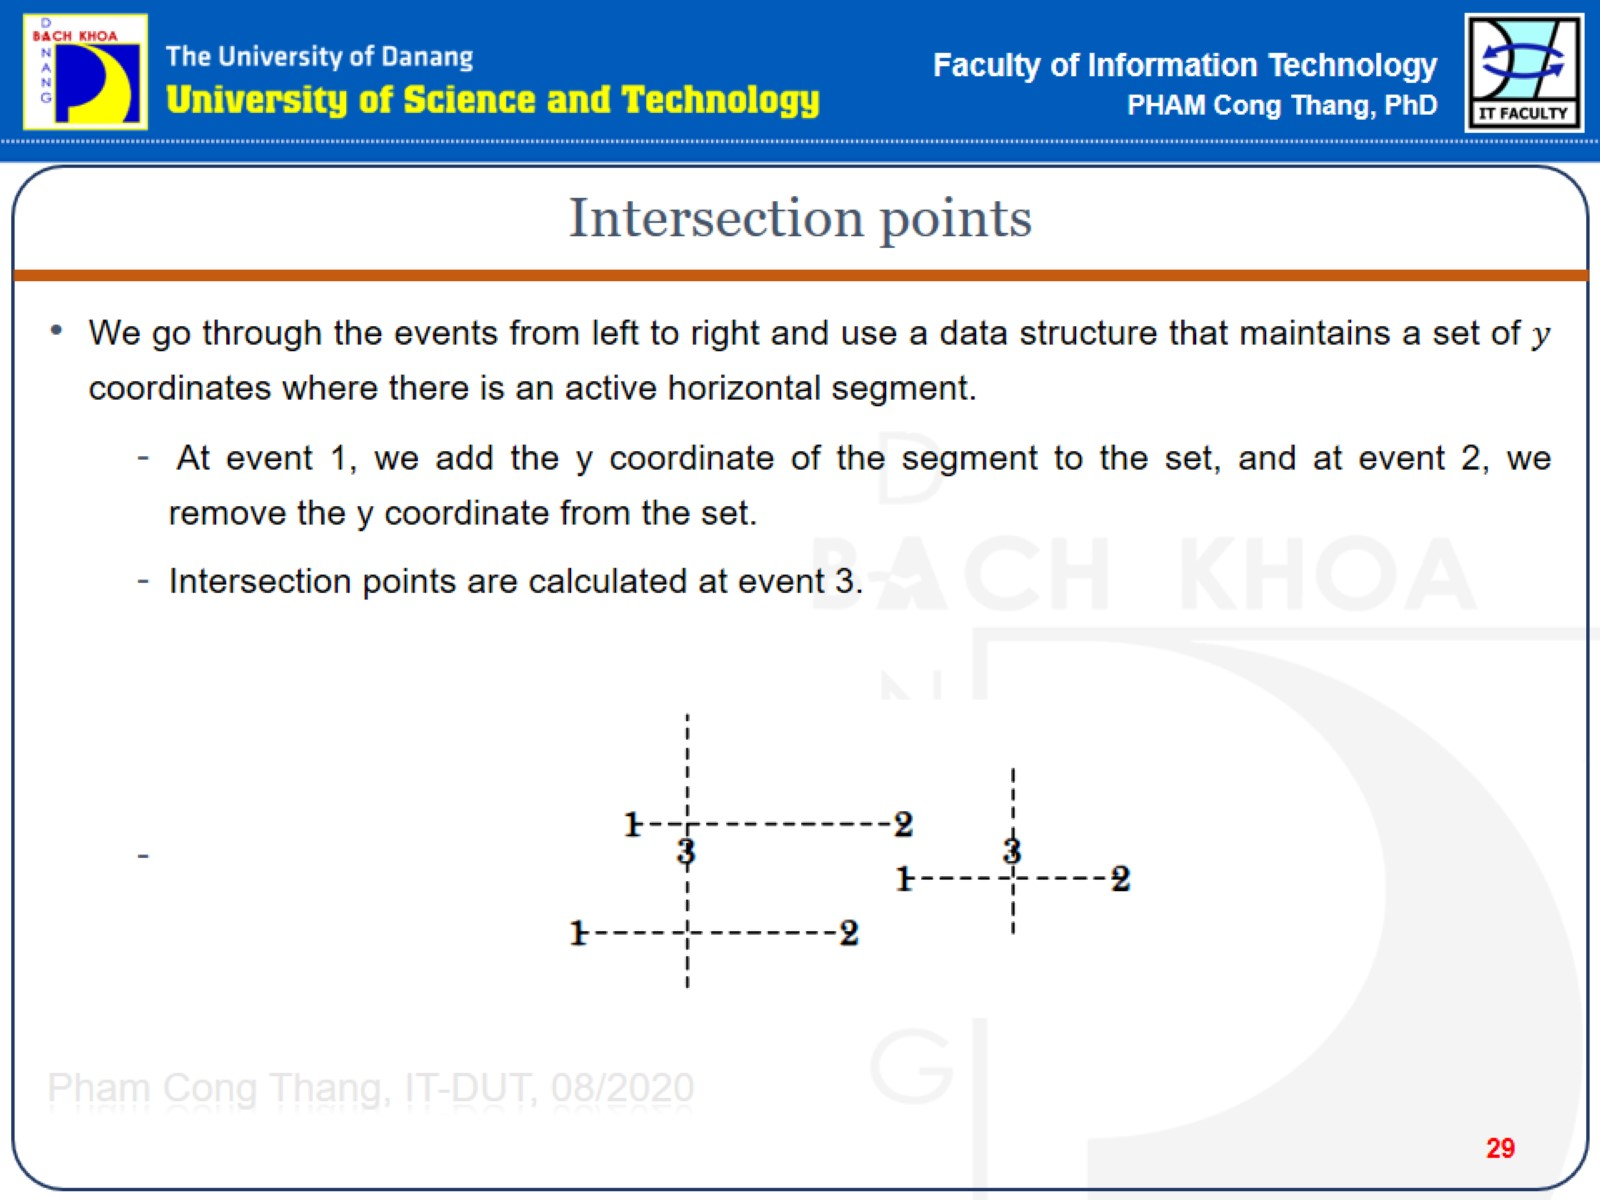 DANANG
BACH KHOA
The University of Danang
University of Science and Technology
Faculty of Information Technology
PHAM Cong Thang, PhD
IT FACULTY
Intersection points
• We go through the events from left to right and use a data structure that maintains a set of y
coordinates where there is an active horizontal segment.
- At event 1, we add the y coordinate of the segment to the set, and at event 2, we
remove the y coordinate from the set.
- Intersection points are calculated at event 3.
D
BACH KHOA
N
1 2
3 3
- 1 2
1 2
G
Pham Cong Thang, IT-DUT, 08/2020
29